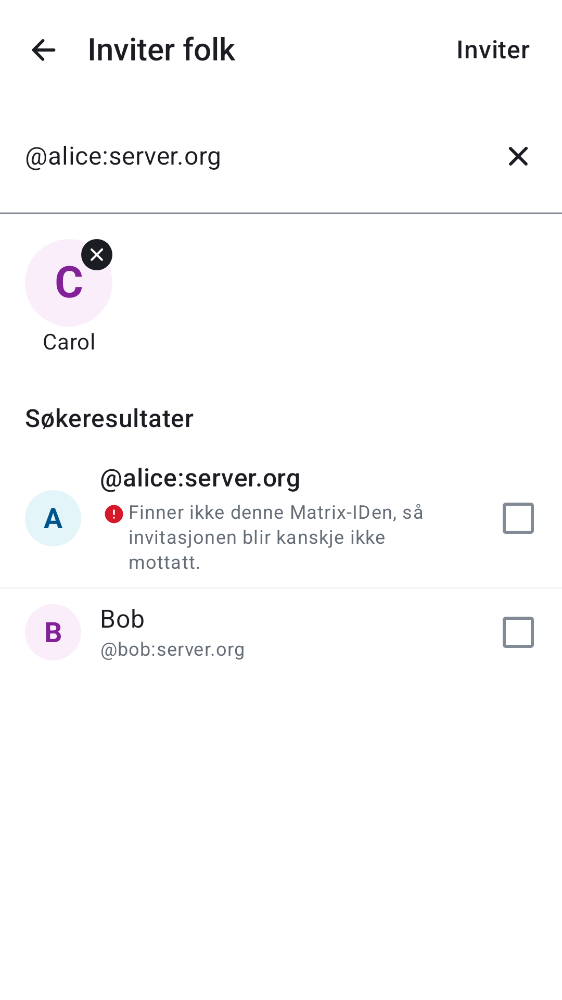 Inviter folk
Inviter
@alice:server.org
C
Carol
Søkeresultater
@alice:server.org
A
Finner ikke denne Matrix-IDen, så
invitasjonen blir kanskje ikke
mottatt.
B
Bob
@bob:server.org